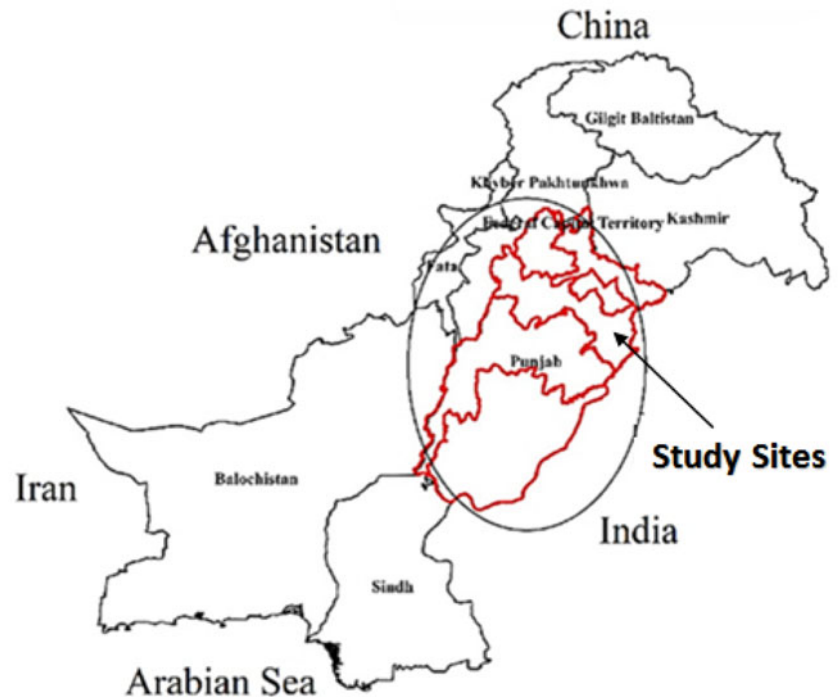 China
Gilgit Baltistan
Khyber Pakhtunkhwn
Federal Capital Territory
Kashmir
Afghanistan
Fata
Punjab
Study Sites
Iran
Balochistan
India
Sindh
Arabian Sea